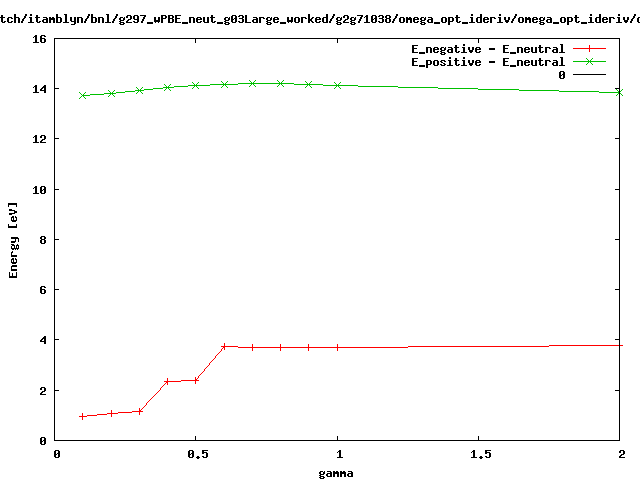 tch/itamblyn/bnl/g297_wPBE_neut_g03Large_worked/g2g71038/omega_opt_ideriv/omega_opt_ideriv/o
16
14
12
10
8
6
4
2
0
Energy [eV]
E_negative - E_neutral
E_positive - E_neutral
0
0 0.5 1 1.5 2
gamma